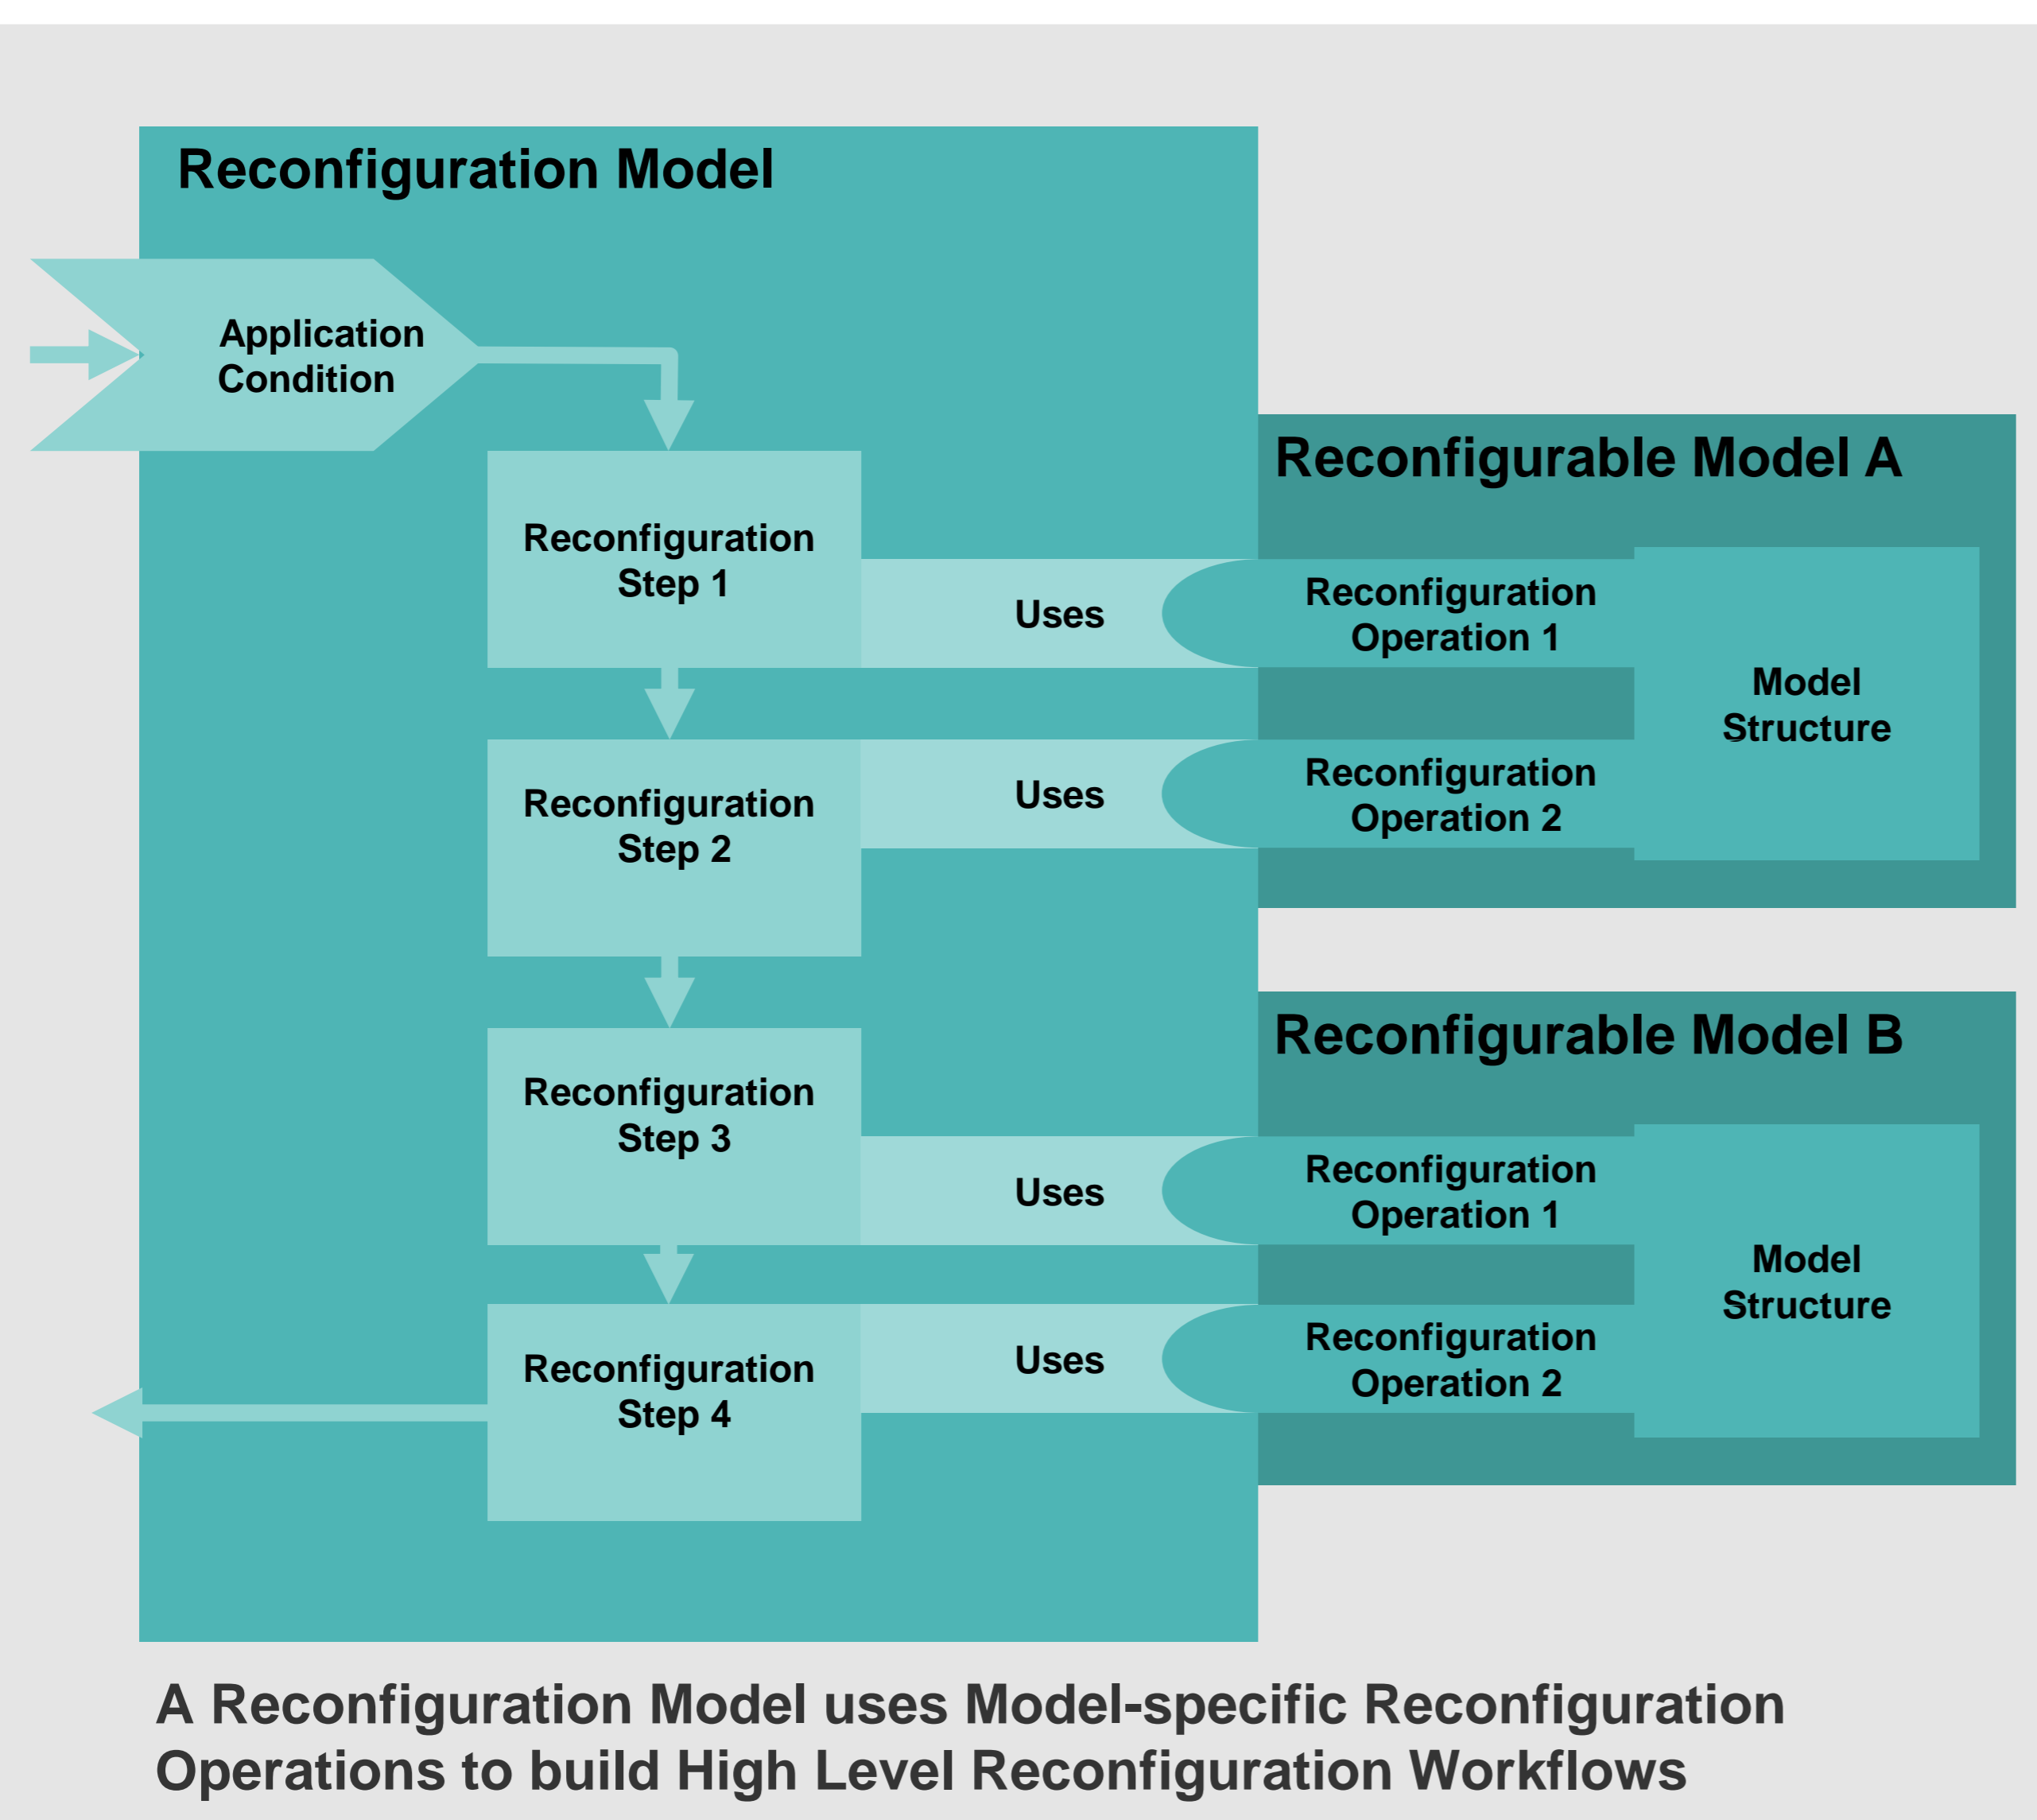 Reconfiguration Model
Application
Condition
Reconfigurable Model A
Reconfiguration
Step 1
Uses
Reconfiguration
Operation 1
Model
Structure
Reconfiguration
Step 2
Uses
Reconfiguration
Operation 2
Reconfigurable Model B
Reconfiguration
Step 3
Uses
Reconfiguration
Operation 1
Model
Structure
Reconfiguration
Step 4
Uses
Reconfiguration
Operation 2
A Reconfiguration Model uses Model-specific Reconfiguration
Operations to build High Level Reconfiguration Workflows